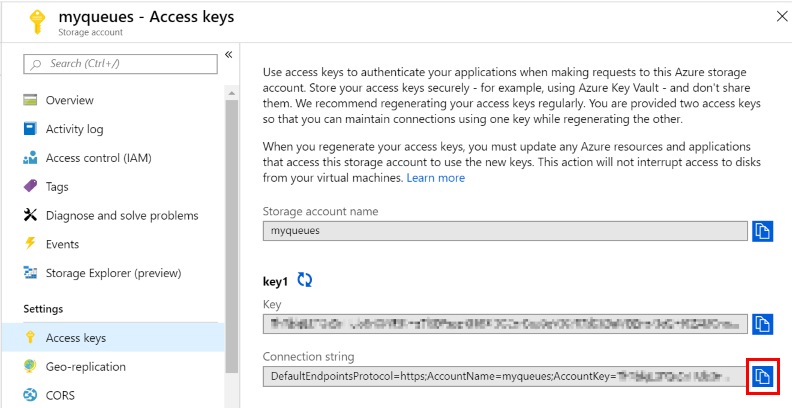 myqueues - Access keys
Storage account
Search (Ctrl+/)
Overview
Activity log
Access control (IAM)
Tags
Diagnose and solve problems
Events
Storage Explorer (preview)
Settings
Access keys
Geo-replication
CORS
Use access keys to authenticate your applications when making requests to this Azure storage
account. Store your access keys securely - for example, using Azure Key Vault - and don't share
them. We recommend regenerating your access keys regularly. You are provided two access keys
so that you can maintain connections using one key while regenerating the other.
When you regenerate your access keys, you must update any Azure resources and applications
that access this storage account to use the new keys. This action will not interrupt access to disks
from your virtual machines. Learn more
Storage account name
myqueues
key1
Key
Connection string
DefaultEndpointsProtocol=https;AccountName=myqueues;AccountKey=